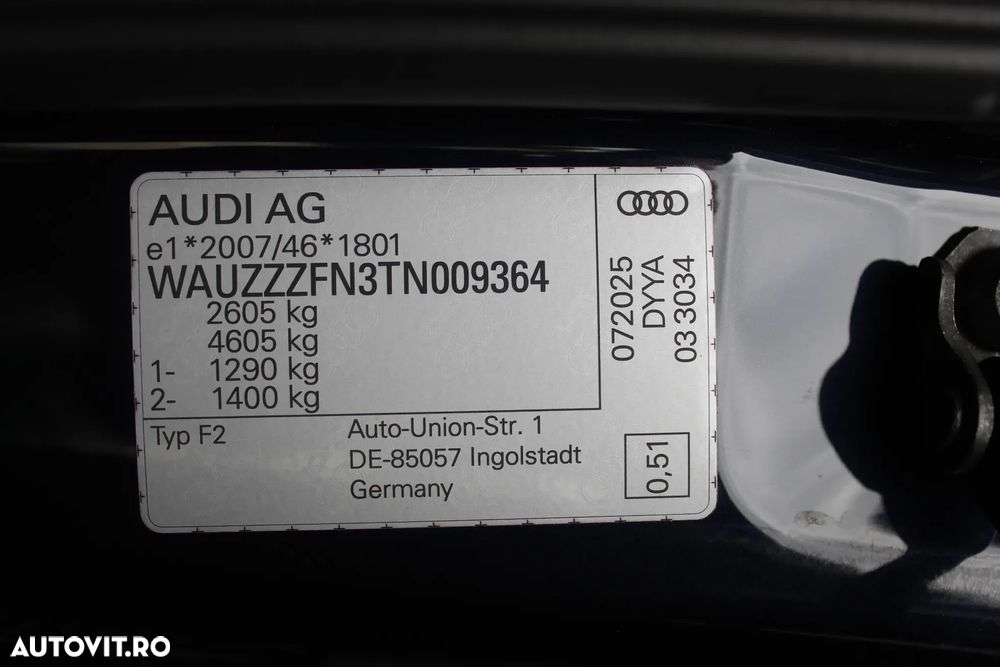 AUDI AG
e1*2007/46*1801
WAUZZZFN3TN009364
2605 kg
4605 kg
1- 1290 kg
2- 1400 kg
072025
DYYA
03 3034
Typ F2
Auto-Union-Str. 1
DE-85057 Ingolstadt
Germany
0,51
AUTOVIT.RO